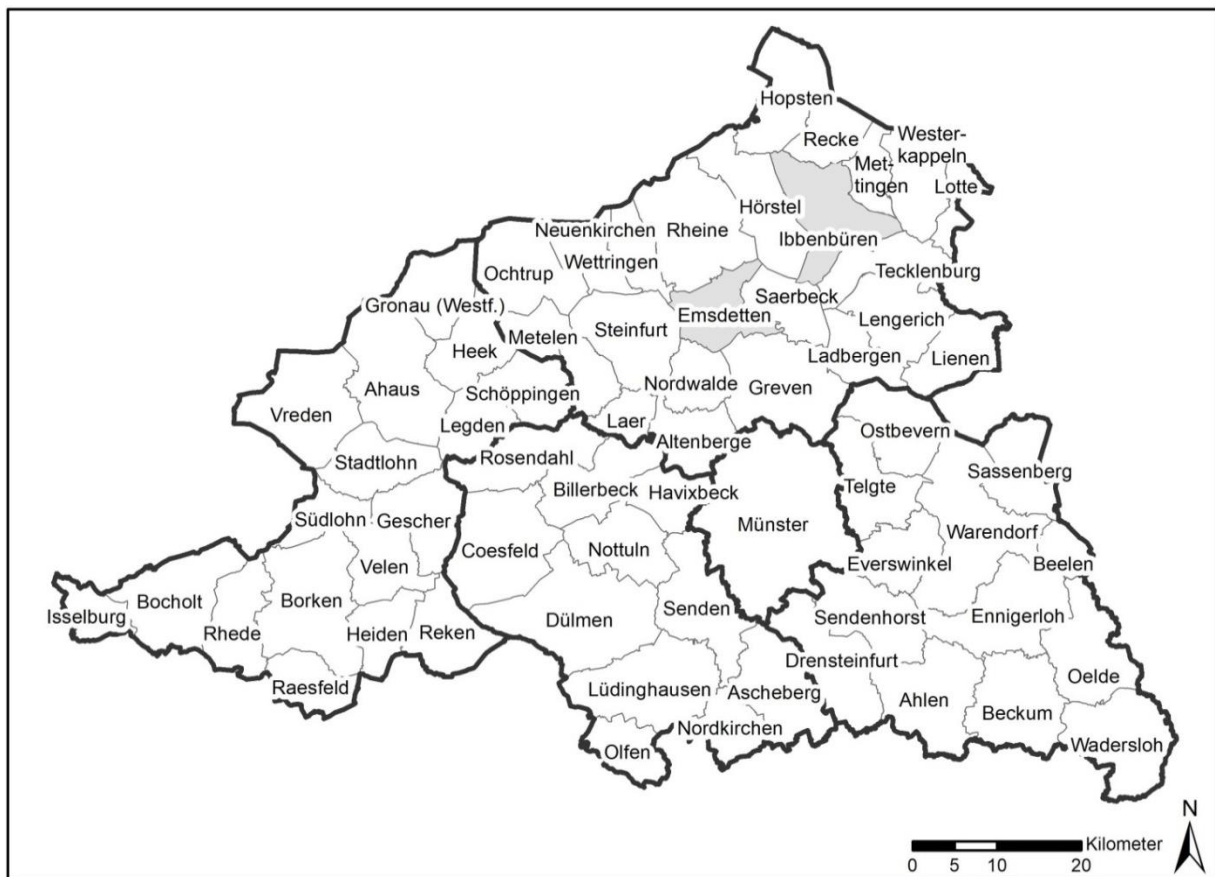 Hopsten
Recke
Wester-
kappeln
Met-
tingen
Lotte
Hörstel
Neuenkirchen
Rheine
Ibbenbüren
Wettringen
Ochtrup
Tecklenburg
Saerbeck
Gronau (Westf.)
Emsdetten
Lengerich
Steinfurt
Metelen
Heek
Ladbergen
Lienen
Ahaus
Schöppingen
Nordwalde
Greven
Vreden
Legden
Laer
Altenberge
Ostbevern
Stadtlohn
Rosendahl
Sassenberg
Billerbeck
Havixbeck
Telgte
Südlohn
Gescher
Münster
Warendorf
Coesfeld
Nottuln
Velen
Everswinkel
Beelen
Isselburg
Bocholt
Borken
Senden
Sendenhorst
Ennigerloh
Rhede
Heiden
Reken
Dülmen
Drensteinfurt
Oelde
Raesfeld
Lüdinghausen
Ascheberg
Ahlen
Beckum
Nordkirchen
Olfen
Wadersloh
N
Kilometer
0 5 10 20